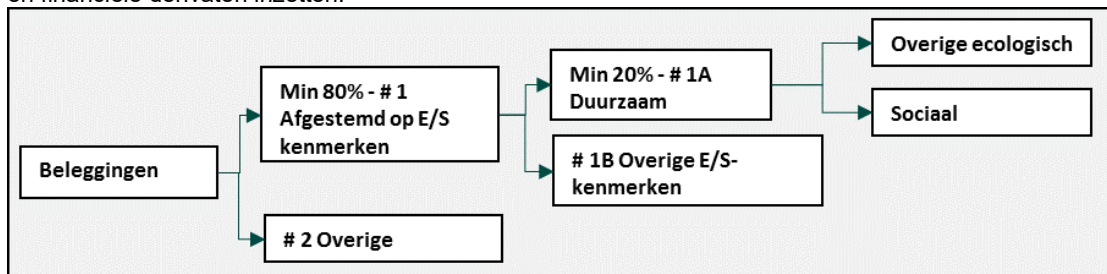 en financiële derivaten inzetten.
Beleggingen
Min 80% - # 1
Afgestemd op E/S
kenmerken
# 2 Overige
Min 20% - # 1A
Duurzaam
# 1B Overige E/S-
kenmerken
Overige ecologisch
Sociaal